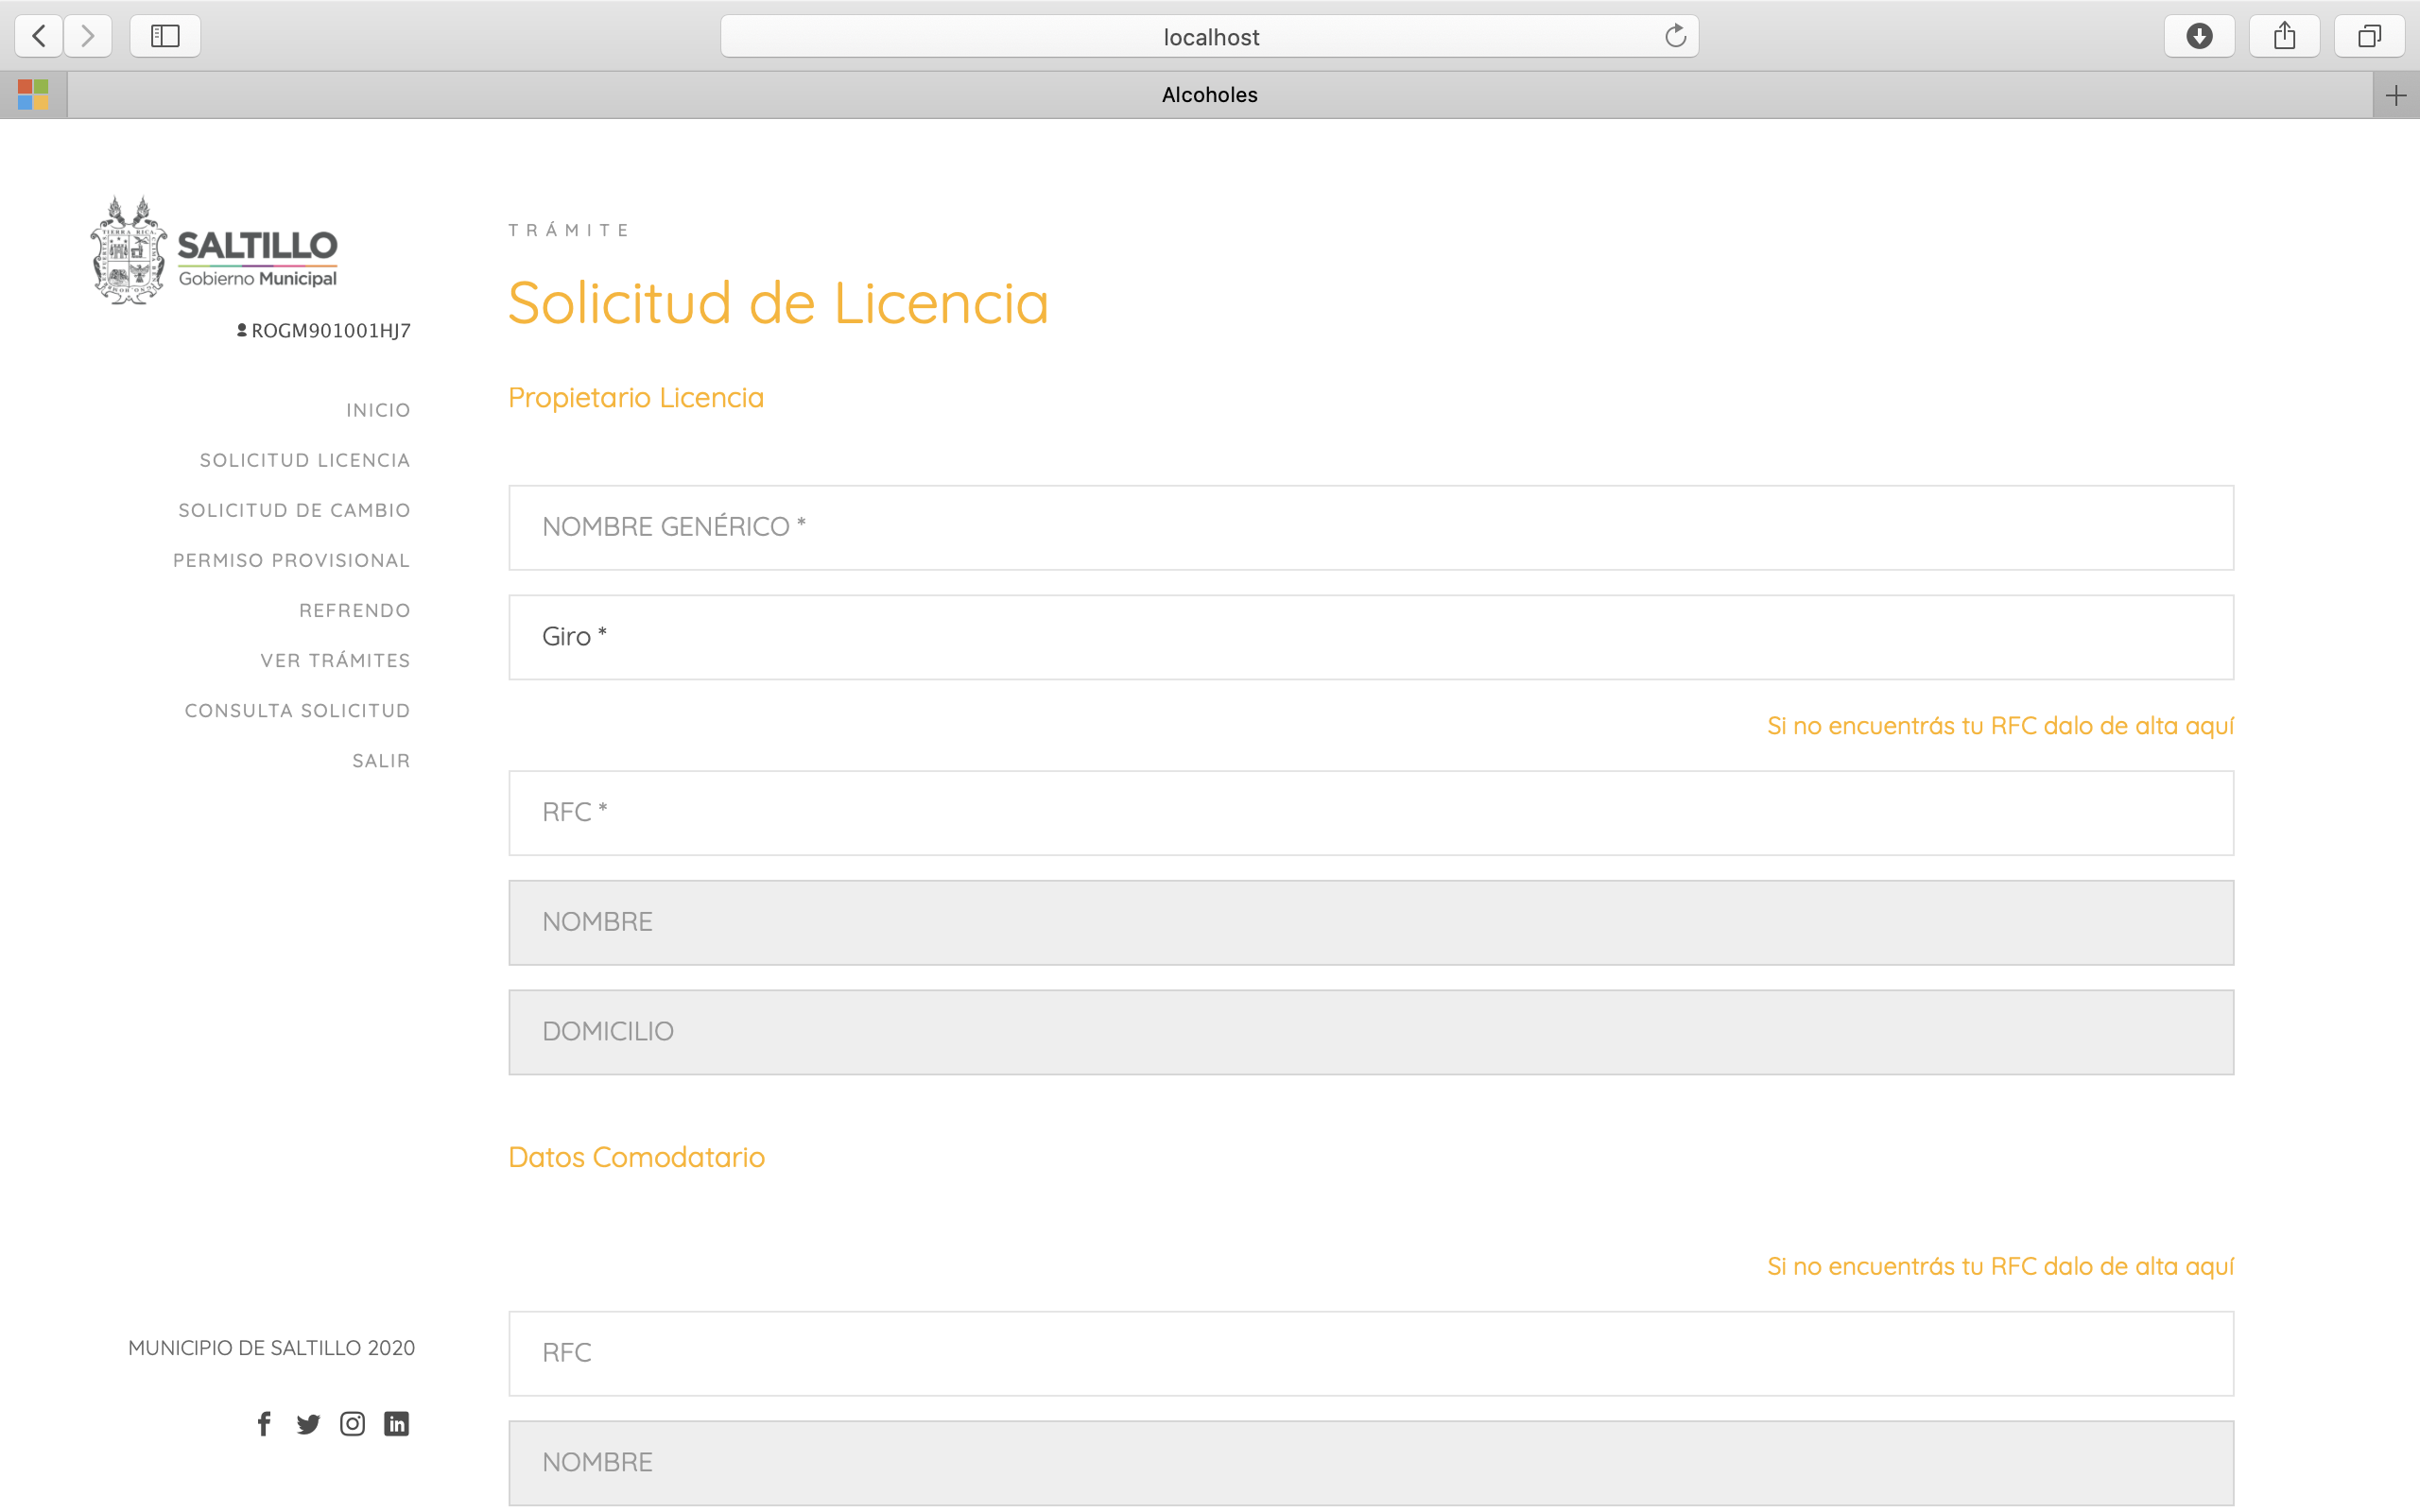 localhost
Alcoholes
SALTILLO
Gobierno Municipal
ROGM901001HJ7
INICIO
SOLICITUD LICENCIA
SOLICITUD DE CAMBIO
PERMISO PROVISIONAL
REFRENDO
VER TRÁMITES
CONSULTA SOLICITUD
SALIR
MUNICIPIO DE SALTILLO 2020
TRÁMITE
Solicitud de Licencia
Propietario Licencia
NOMBRE GENÉRICO *
Giro *
Si no encuentrás tu RFC dalo de alta aquí
RFC *
NOMBRE
DOMICILIO
Datos Comodatario
Si no encuentrás tu RFC dalo de alta aquí
RFC
NOMBRE